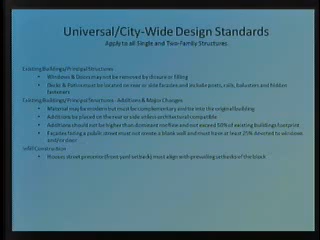 Universal/City-Wide Design Standards
Apply to all Single and Two-Family Structures
Existing Buildings/Principal Structures
• Windows & Doors may not be removed by closure or filling
• Decks & Patios must be located on rear or side facades and include posts, rails, balusters and hidden
fasteners
Existing Buildings/Principal Structures - Additions & Major Changes
• Material may be modern but must be complementary and tie into the original building
• Additions be placed on the rear or side unless architectural compatible
• Additions should not be higher than dominant roofline and not exceed 50% of existing buildings footprint
• Façades facing a public street must not create a blank wall and must have at least 25% devoted to windows
and/or door
Infill Construction
• Houses street presence (front yard setback) must align with prevailing setbacks of the block